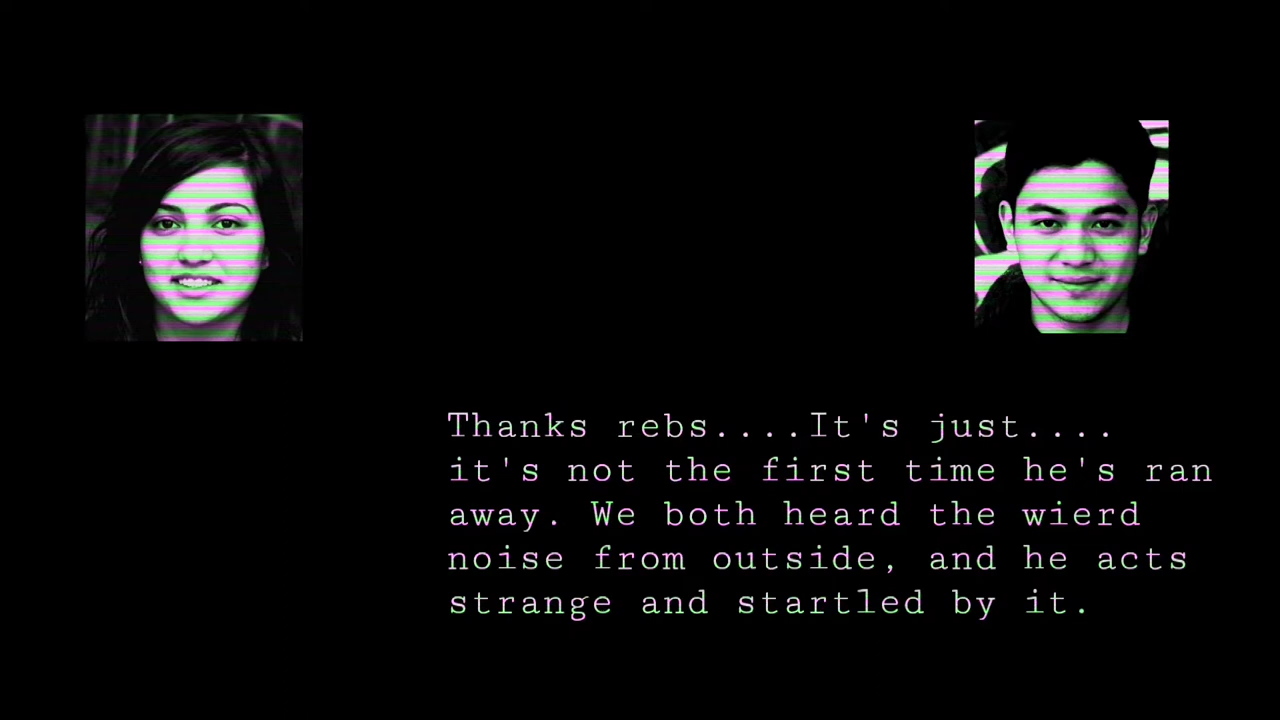 Thanks rebs....It's just....
it's not the first time he's ran
away. We both heard the wierd
noise from outside, and he acts
strange and startled by it.